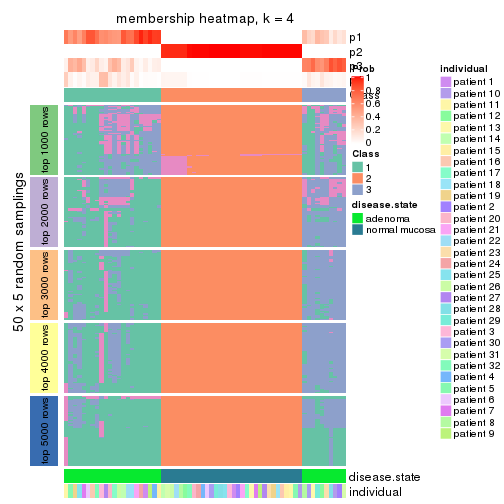 membership heatmap, k = 4
p1
p2
p3
Prob
1
0.8
0.6
0.4
0.2
0
Class
1
2
3
disease.state
adenoma
normal mucosa
individual
patient 1
patient 10
patient 11
patient 12
patient 13
patient 14
patient 15
patient 16
patient 17
patient 18
patient 19
patient 2
patient 20
patient 21
patient 22
patient 23
patient 24
patient 25
patient 26
patient 27
patient 28
patient 29
patient 3
patient 30
patient 31
patient 32
patient 4
patient 5
patient 6
patient 7
patient 8
patient 9
50 x 5 random samplings
top 1000 rows
top 2000 rows
top 3000 rows
top 4000 rows
top 5000 rows
disease.state
individual